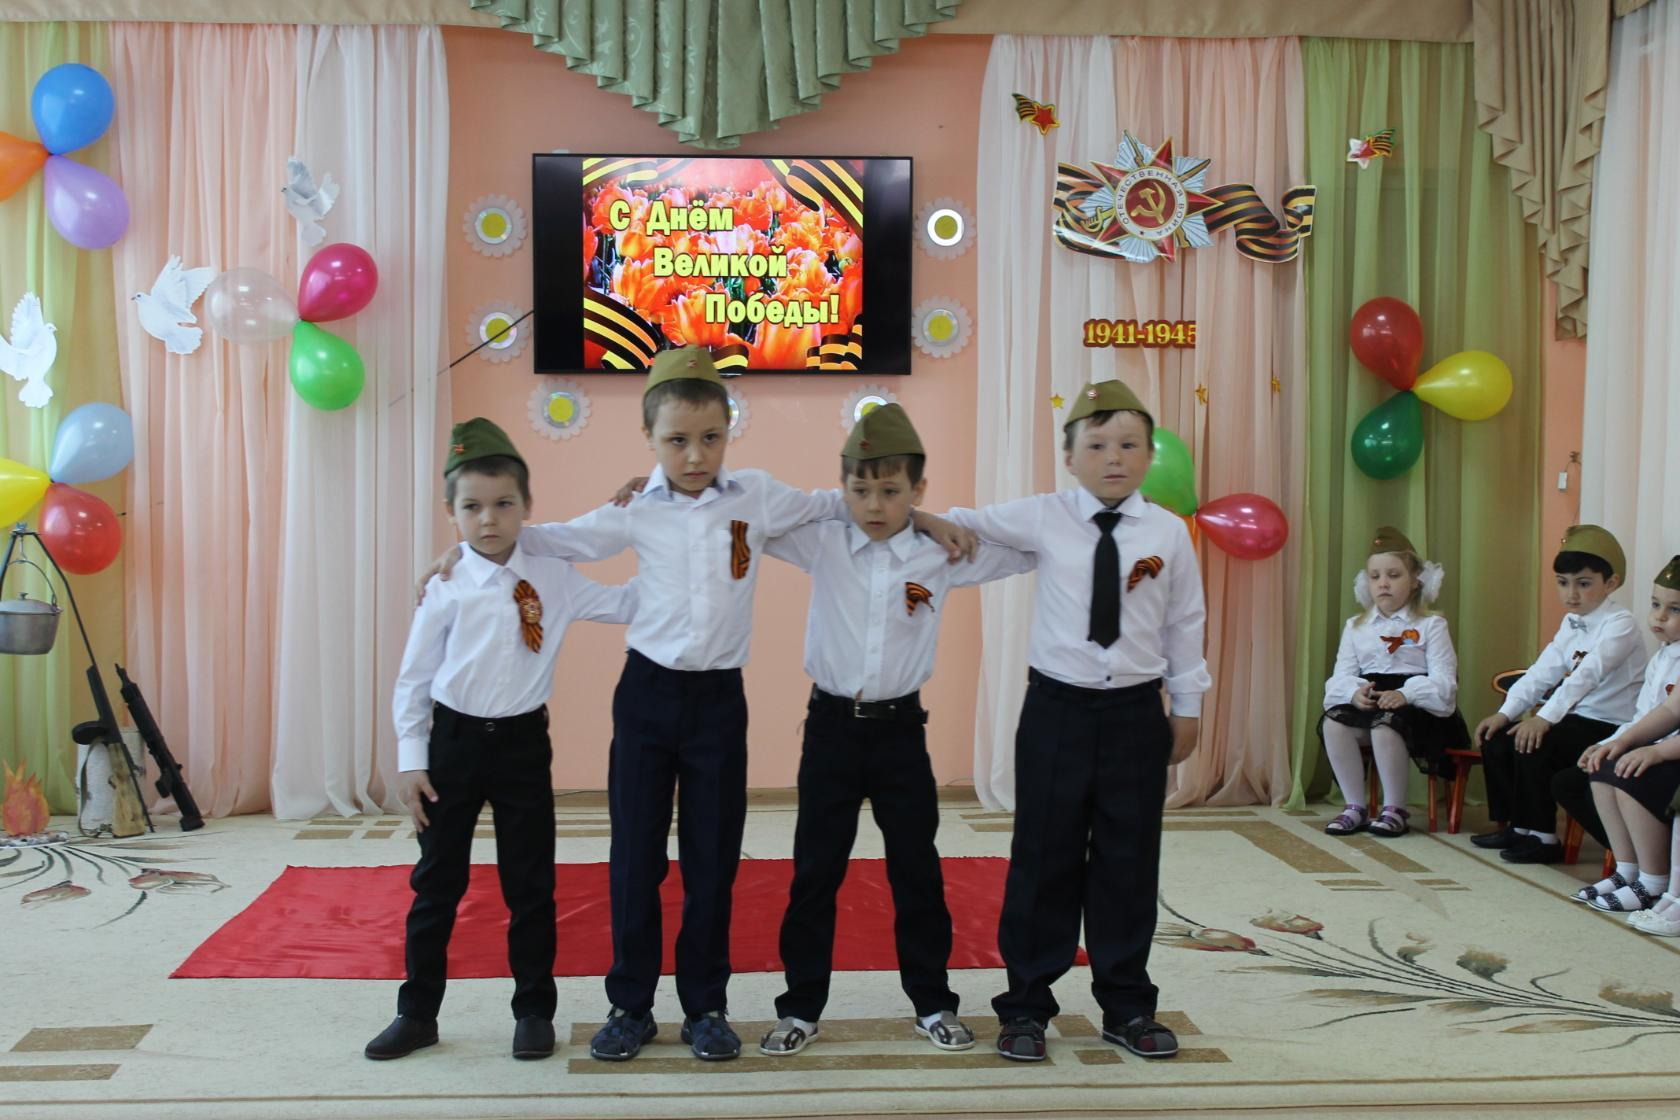 С Днём
Великой
Победы!
ОТЕЧЕСТВЕННАЯ ВОЙНА
1941-1945